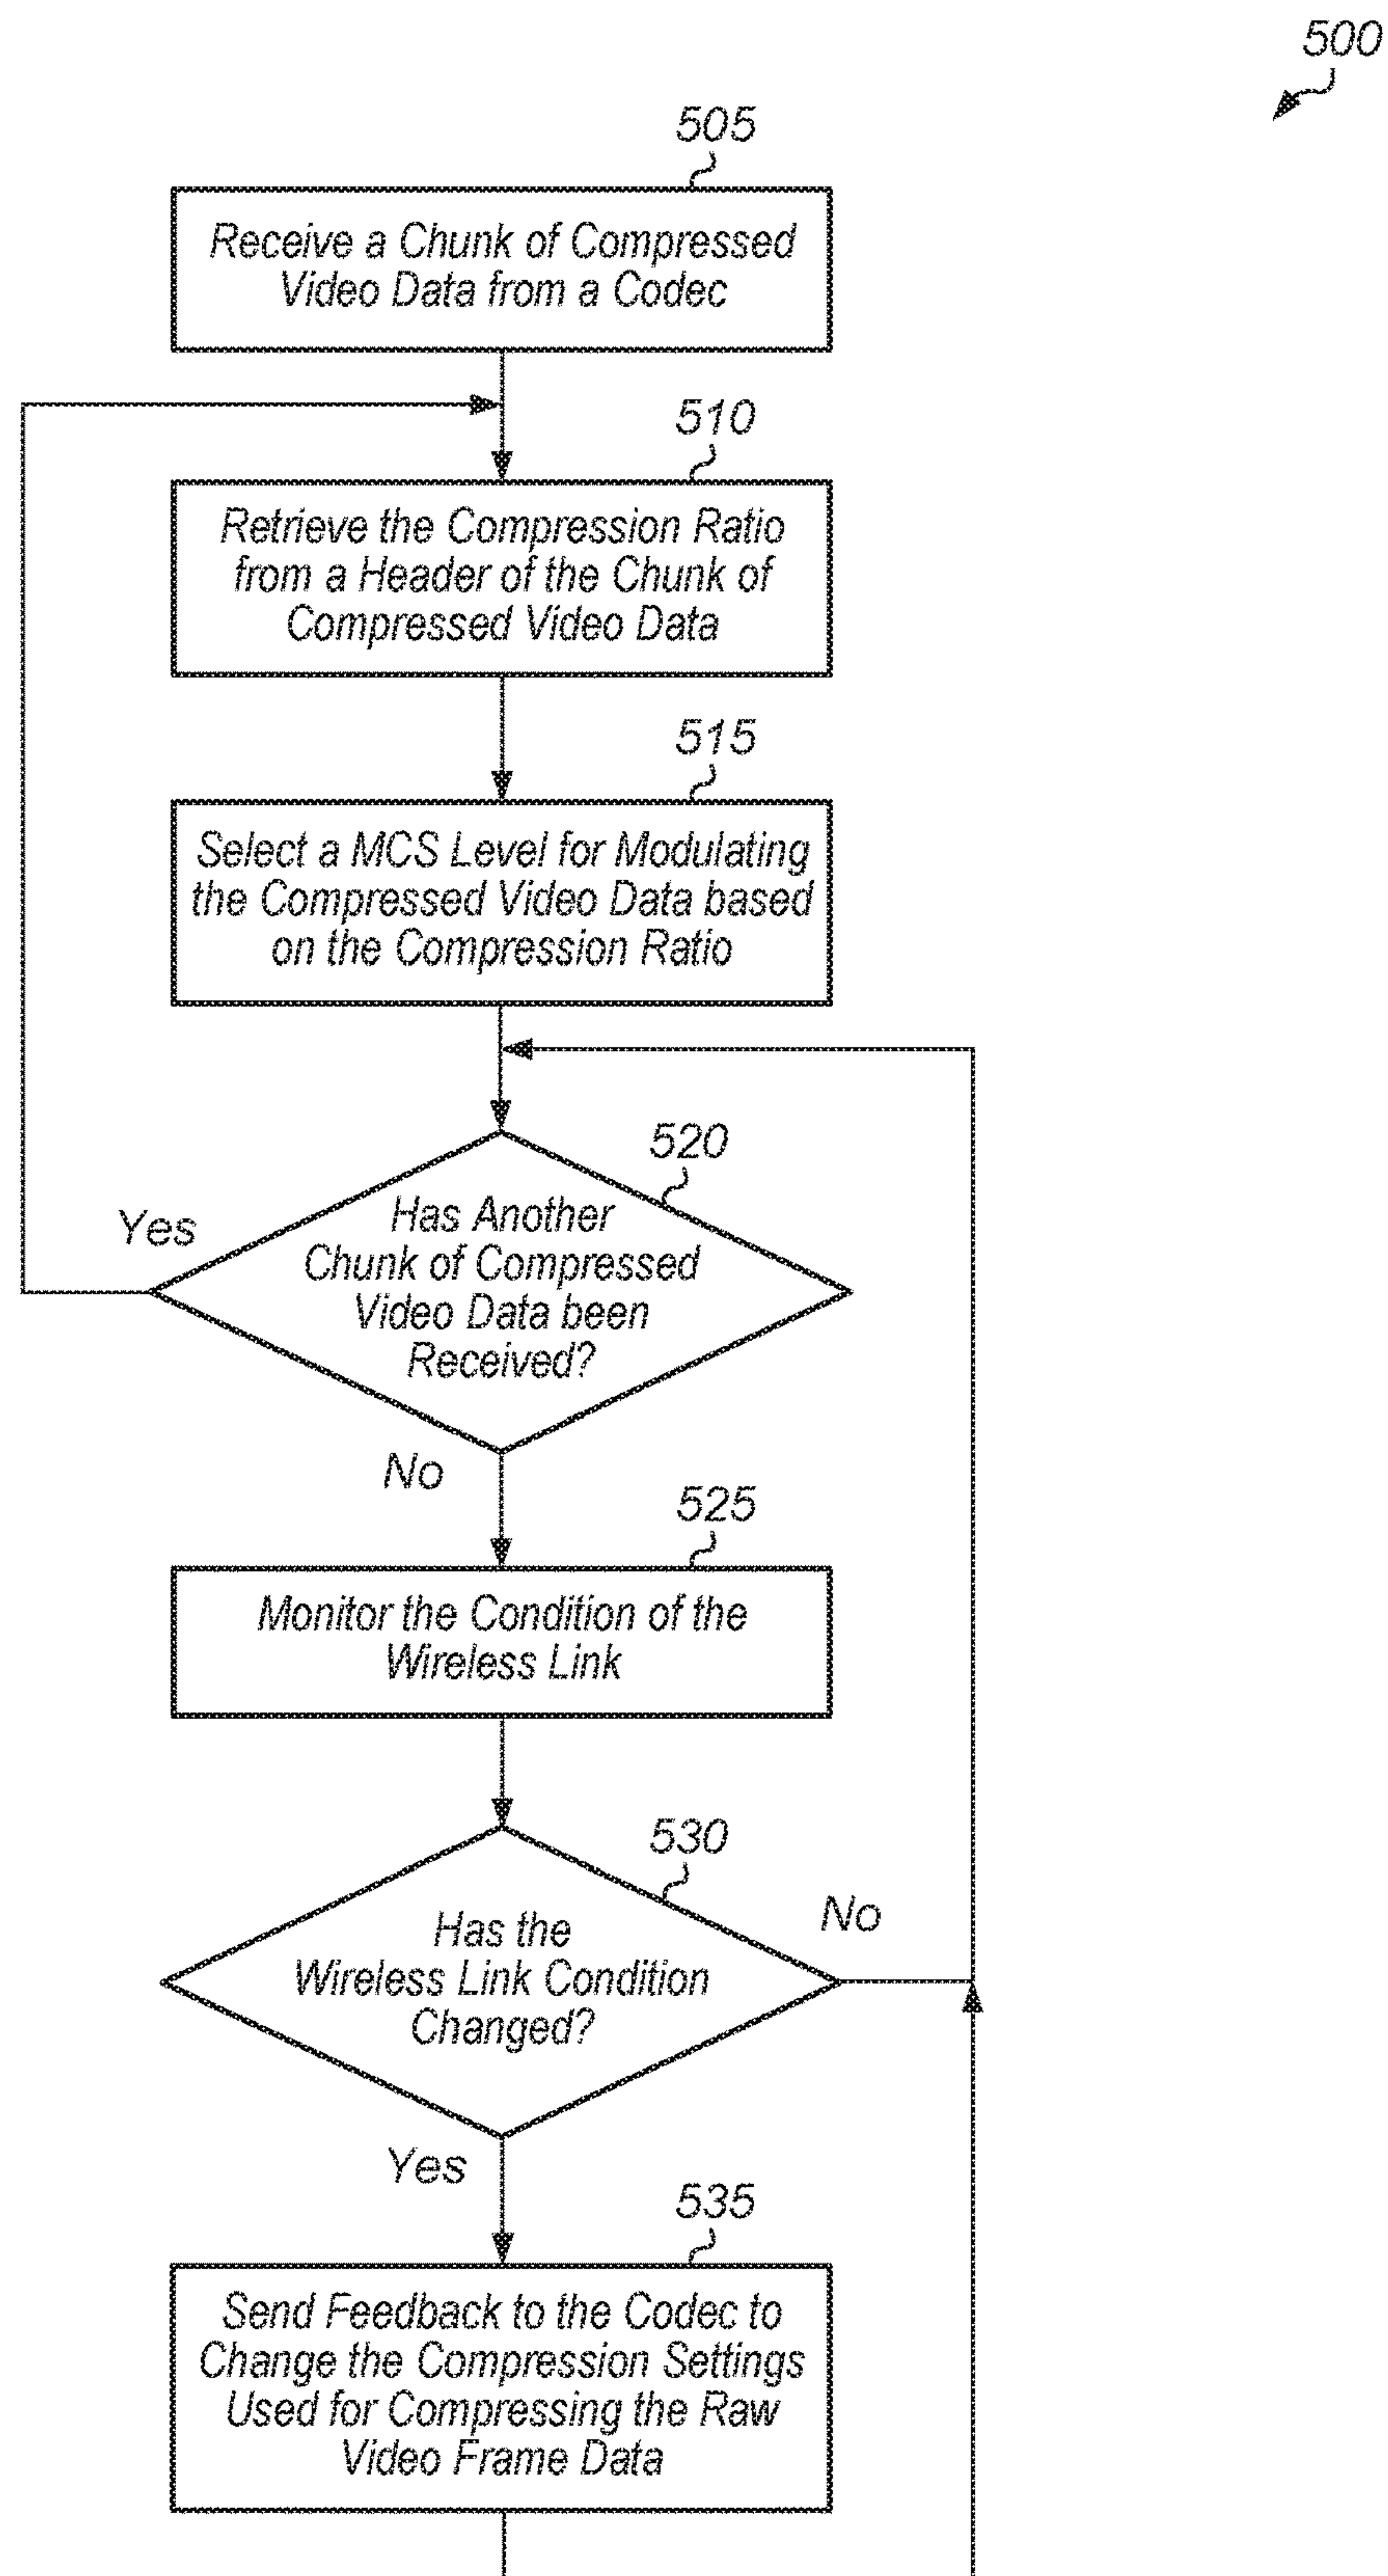 500
505
Receive a Chunk of Compressed
Video Data from a Codec
510
Retrieve the Compression Ratio
from a Header of the Chunk of
Compressed Video Data
515
Select a MCS Level for Modulating
the Compressed Video Data based
on the Compression Ratio
520
Has Another
Chunk of Compressed
Video Data been
Received?
Yes
No
525
Monitor the Condition of the
Wireless Link
530
Has the
Wireless Link Condition
Changed?
No
Yes
535
Send Feedback to the Codec to
Change the Compression Settings
Used for Compressing the Raw
Video Frame Data